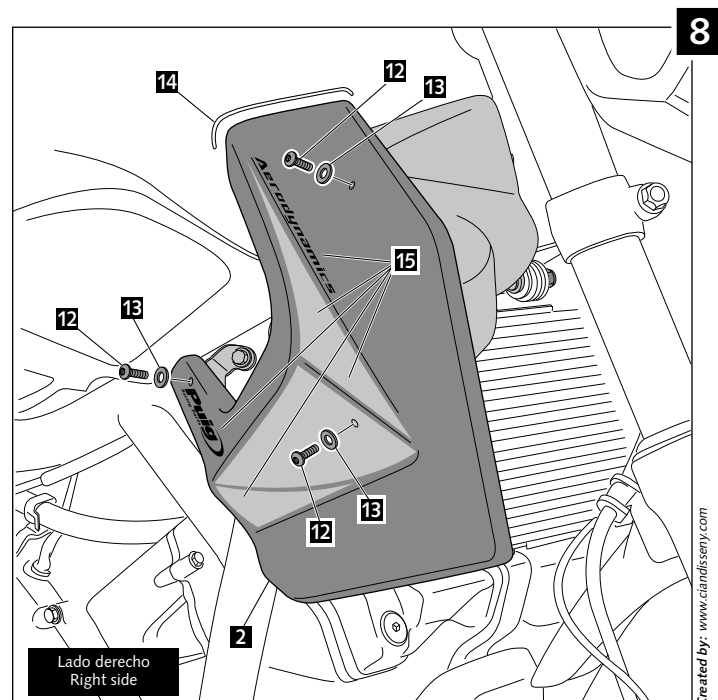 8
12
14
13
Aerodynamics
15
13
12
Puig
13
12
2
Lado derecho
Right side
Created by: www.ciandisseny.com